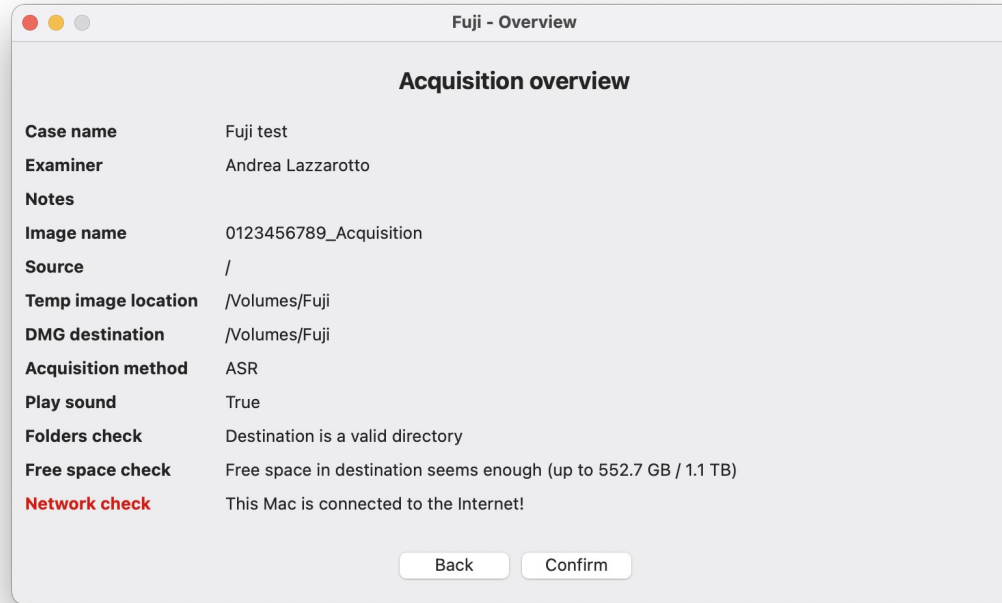 Fuji - Overview
Acquisition overview
Case name Fuji test
Examiner Andrea Lazzarotto
Notes
Image name 0123456789_Acquisition
Source /
Temp image location /Volumes/Fuji
DMG destination /Volumes/Fuji
Acquisition method ASR
Play sound True
Folders check Destination is a valid directory
Free space check Free space in destination seems enough (up to 552.7 GB / 1.1 TB)
Network check This Mac is connected to the Internet!
Back Confirm